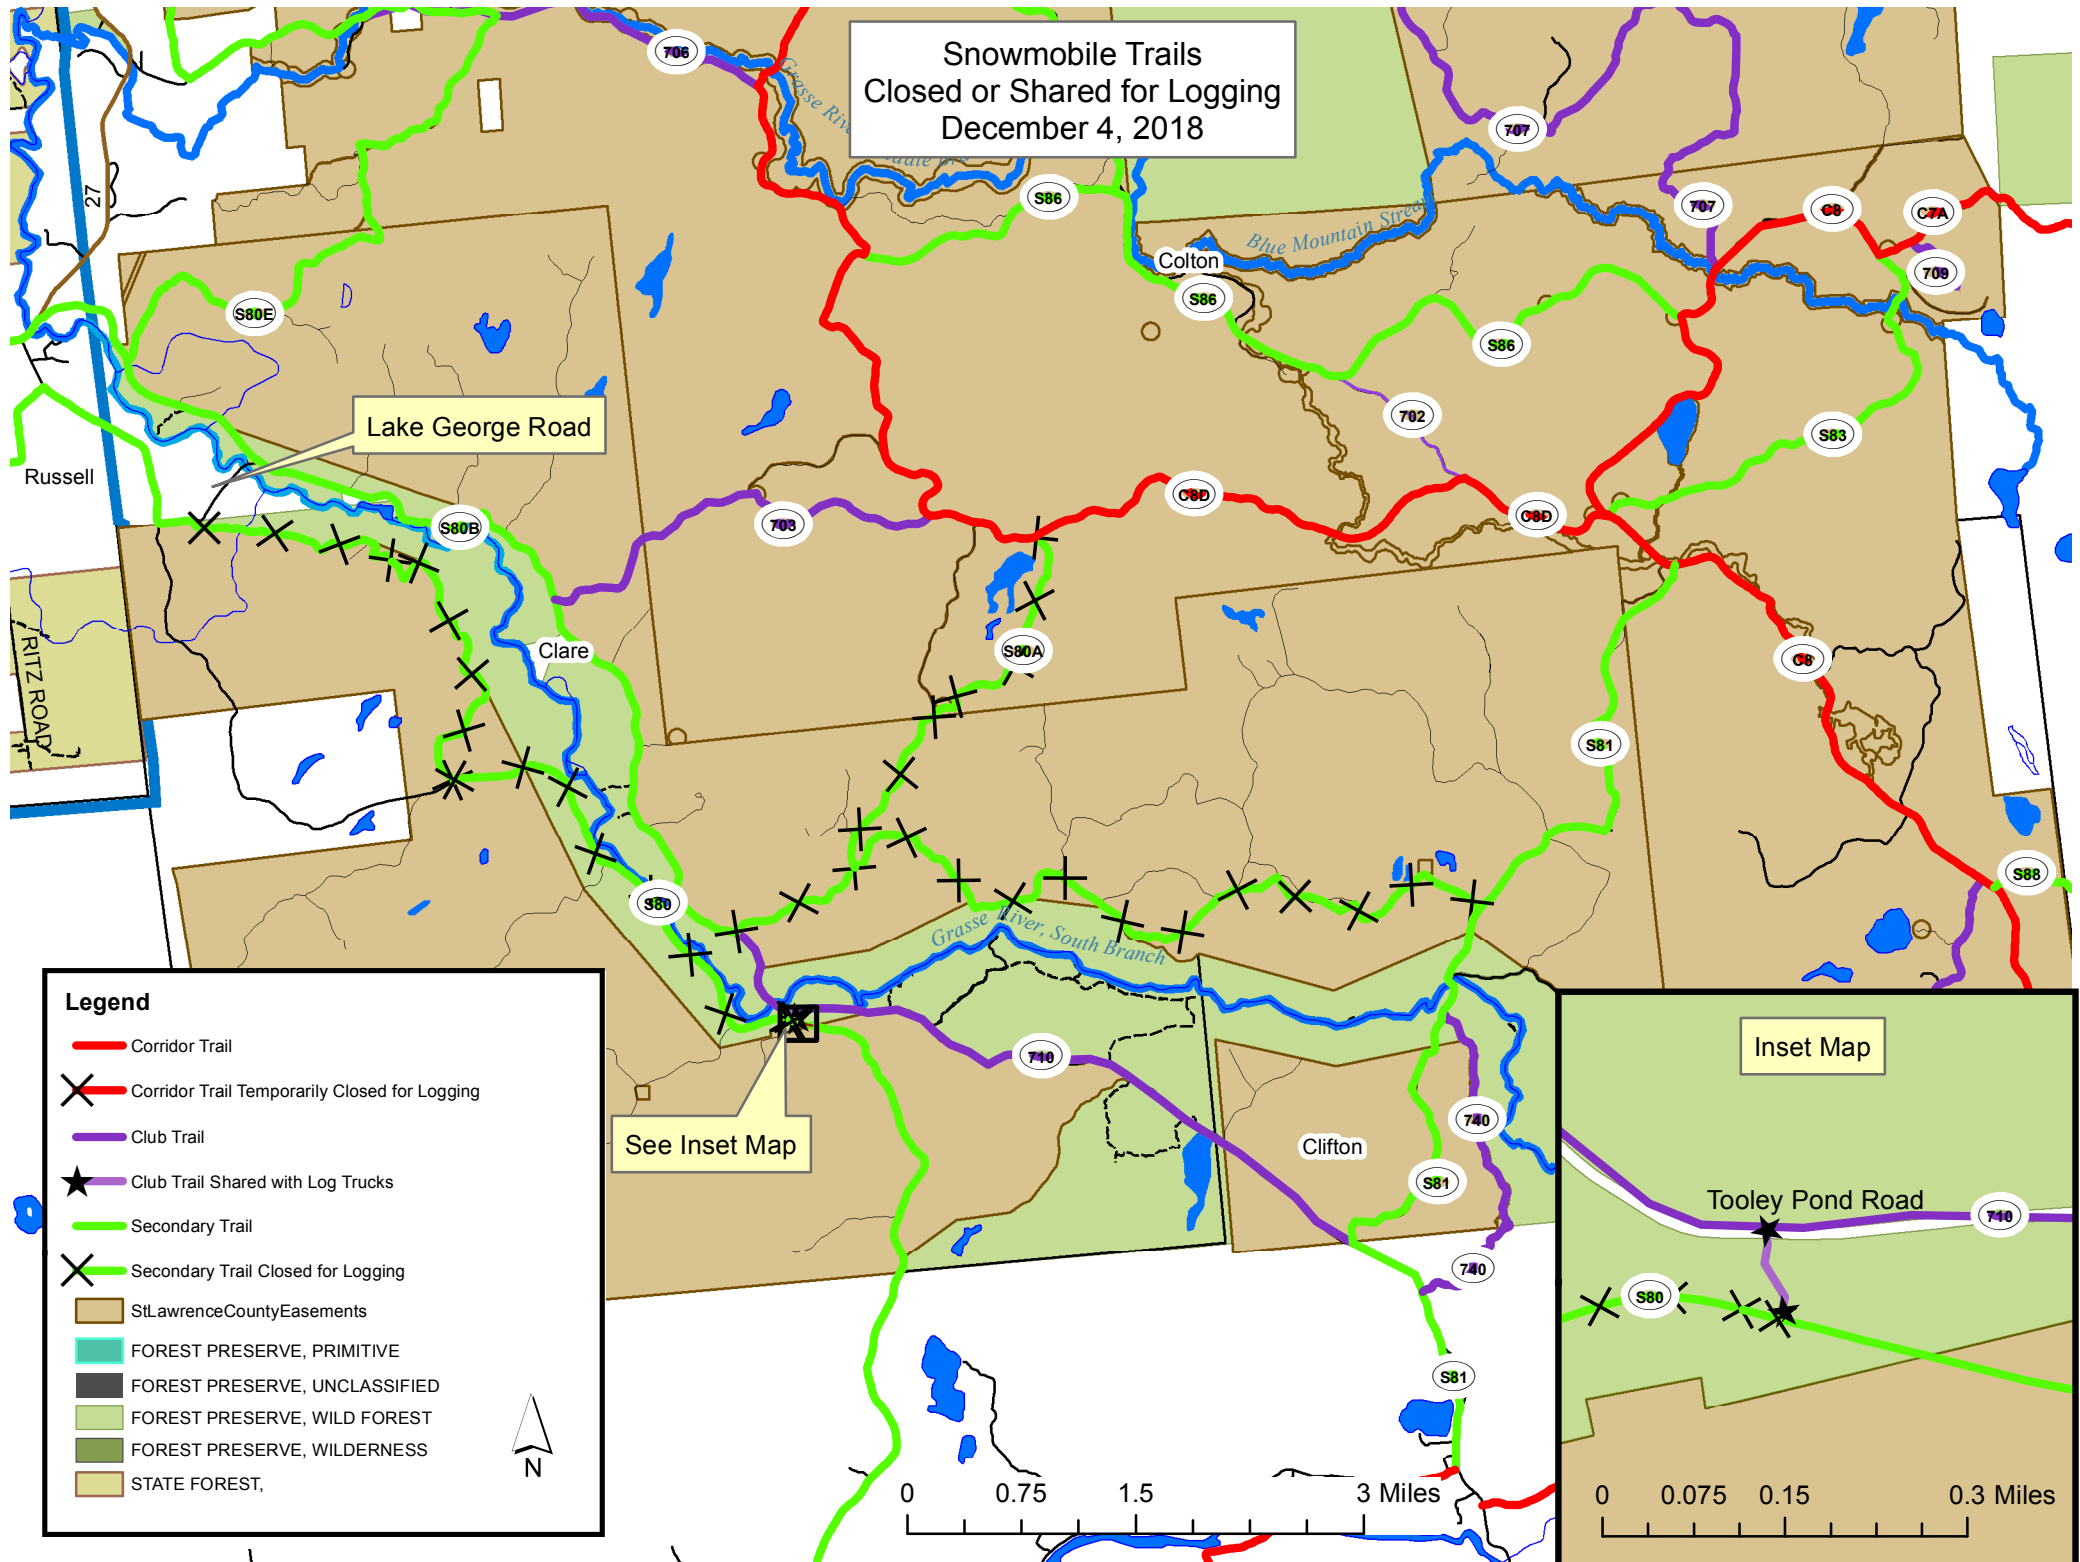 Snowmobile Trails
Closed or Shared for Logging
December 4, 2018
706
707
27
S86
707
C8
C7A
Blue Mountain Stream
Colton
709
S86
S80E
S86
702
S83
Lake George Road
Russell
C8D
C8D
S80B
703
RITZ ROAD
Clare
S80A
C8
S81
S88
S80
Grasse River, South Branch
710
740
Clifton
S81
740
S81
See Inset Map
Legend
Corridor Trail
Corridor Trail Temporarily Closed for Logging
Club Trail
Club Trail Shared with Log Trucks
Secondary Trail
Secondary Trail Closed for Logging
StLawrenceCountyEasements
FOREST PRESERVE, PRIMITIVE
FOREST PRESERVE, UNCLASSIFIED
FOREST PRESERVE, WILD FOREST
FOREST PRESERVE, WILDERNESS
STATE FOREST,
N
0 0.75 1.5 3 Miles
Inset Map
Tooley Pond Road
710
S80
0 0.075 0.15 0.3 Miles